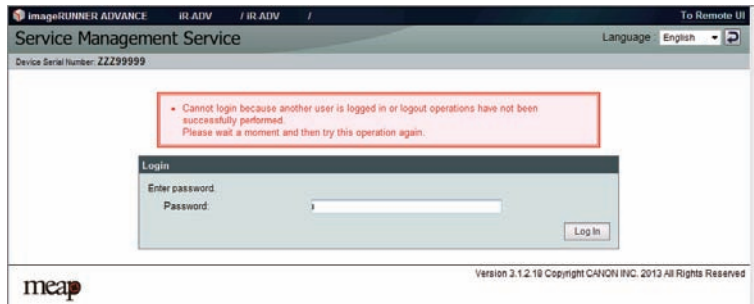 imageRUNNER ADVANCE iR-ADV / iR-ADV / To Remote UI
Service Management Service Language : English
Device Serial Number: ZZZ99999
• Cannot login because another user is logged in or logout operations have not been
successfully performed.
Please wait a moment and then try this operation again.
Login
Enter password.
Password:
Log In
Version 3.1.2.18 Copyright CANON INC. 2013 All Rights Reserved
meap